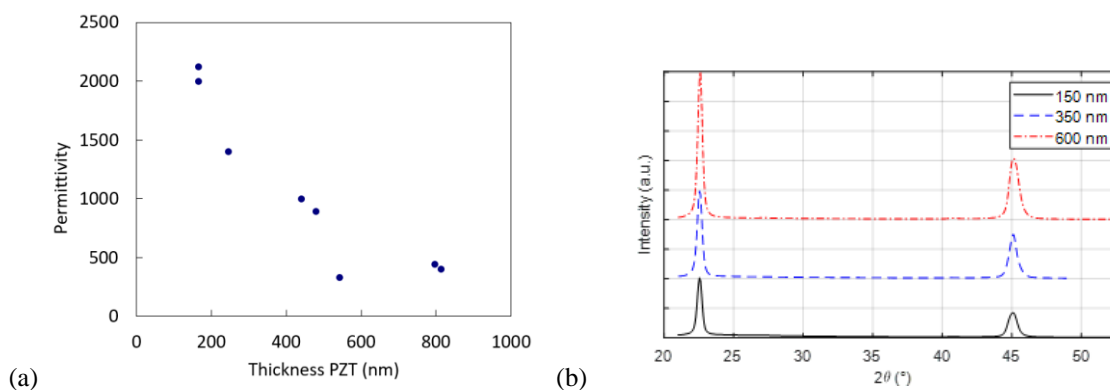 2500
2000
1500
1000
500
0
Permittivity
0 200 400 600 800 1000
Thickness PZT (nm)
(a)
150 nm
350 nm
600 nm
Intensity (a.u.)
20 25 30 35 40 45 50
2θ (°)
(b)